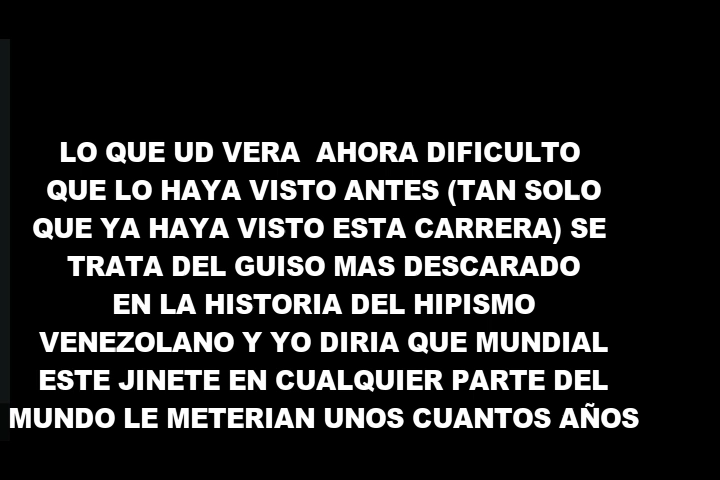 LO QUE UD VERA  AHORA DIFICULTO
QUE LO HAYA VISTO ANTES (TAN SOLO
QUE YA HAYA VISTO ESTA CARRERA) SE
TRATA DEL GUISO MAS DESCARADO
EN LA HISTORIA DEL HIPISMO
VENEZOLANO Y YO DIRIA QUE MUNDIAL
ESTE JINETE EN CUALQUIER PARTE DEL
MUNDO LE METERIAN UNOS CUANTOS AÑOS